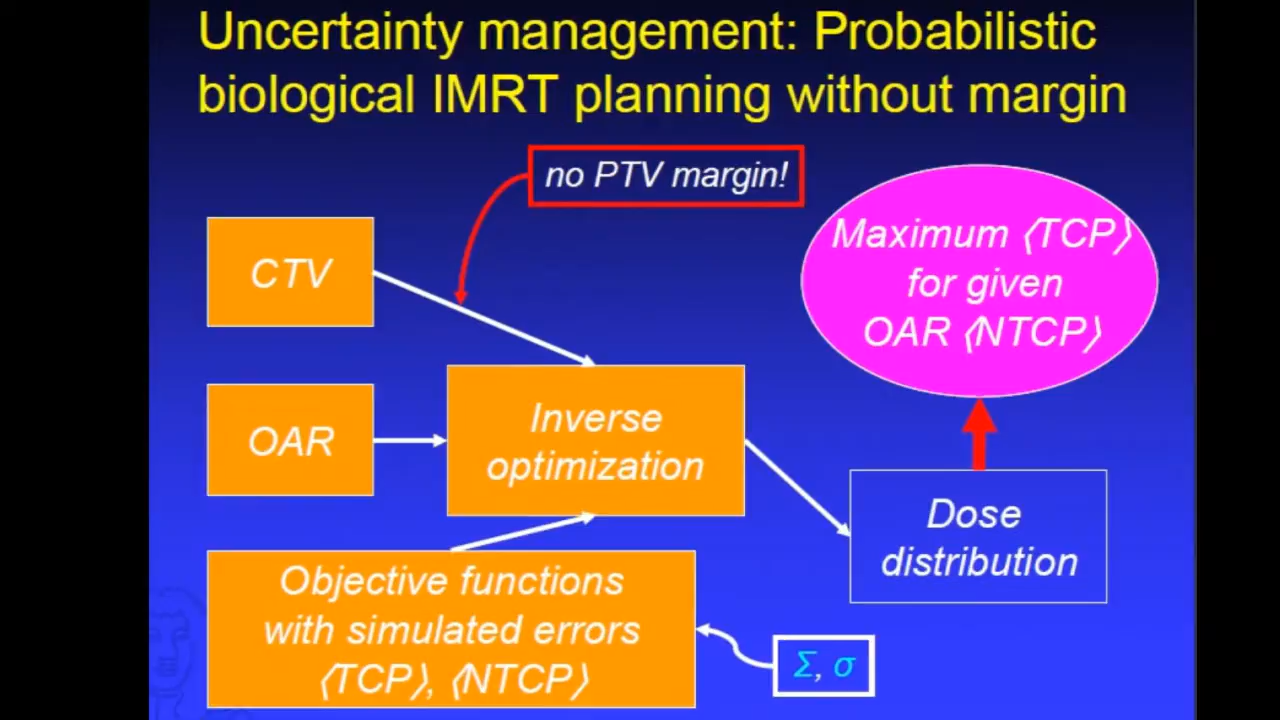 Uncertainty management: Probabilistic
biological IMRT planning without margin
no PTV margin!
CTV
Maximum ⟨TCP⟩
for given
OAR ⟨NTCP⟩
OAR
Inverse
optimization
Dose
distribution
Objective functions
with simulated errors
⟨TCP⟩, ⟨NTCP⟩
Σ, σ